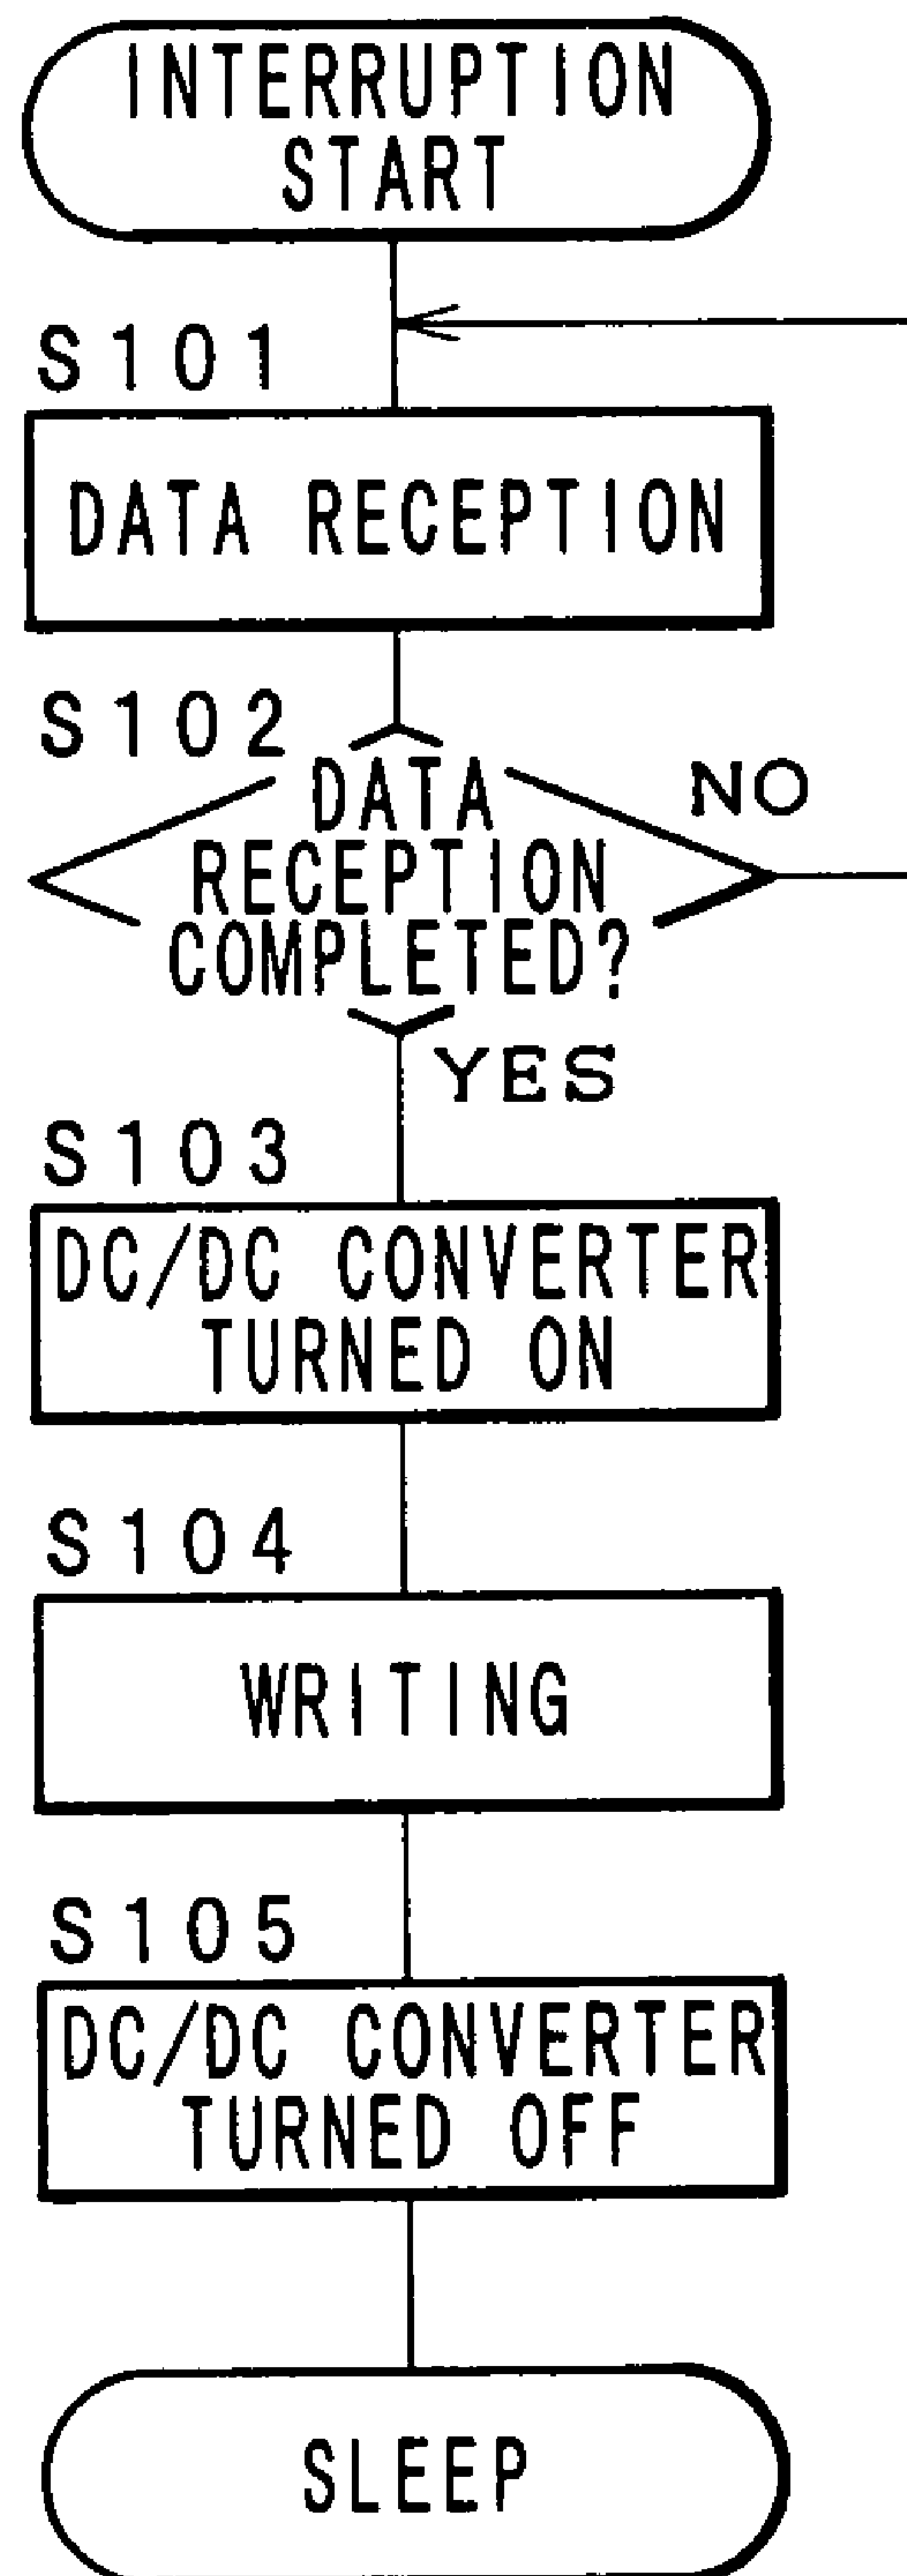 INTERRUPTION
START
S101
DATA RECEPTION
S102
DATA
RECEPTION
COMPLETED?
NO
YES
S103
DC/DC CONVERTER
TURNED ON
S104
WRITING
S105
DC/DC CONVERTER
TURNED OFF
SLEEP